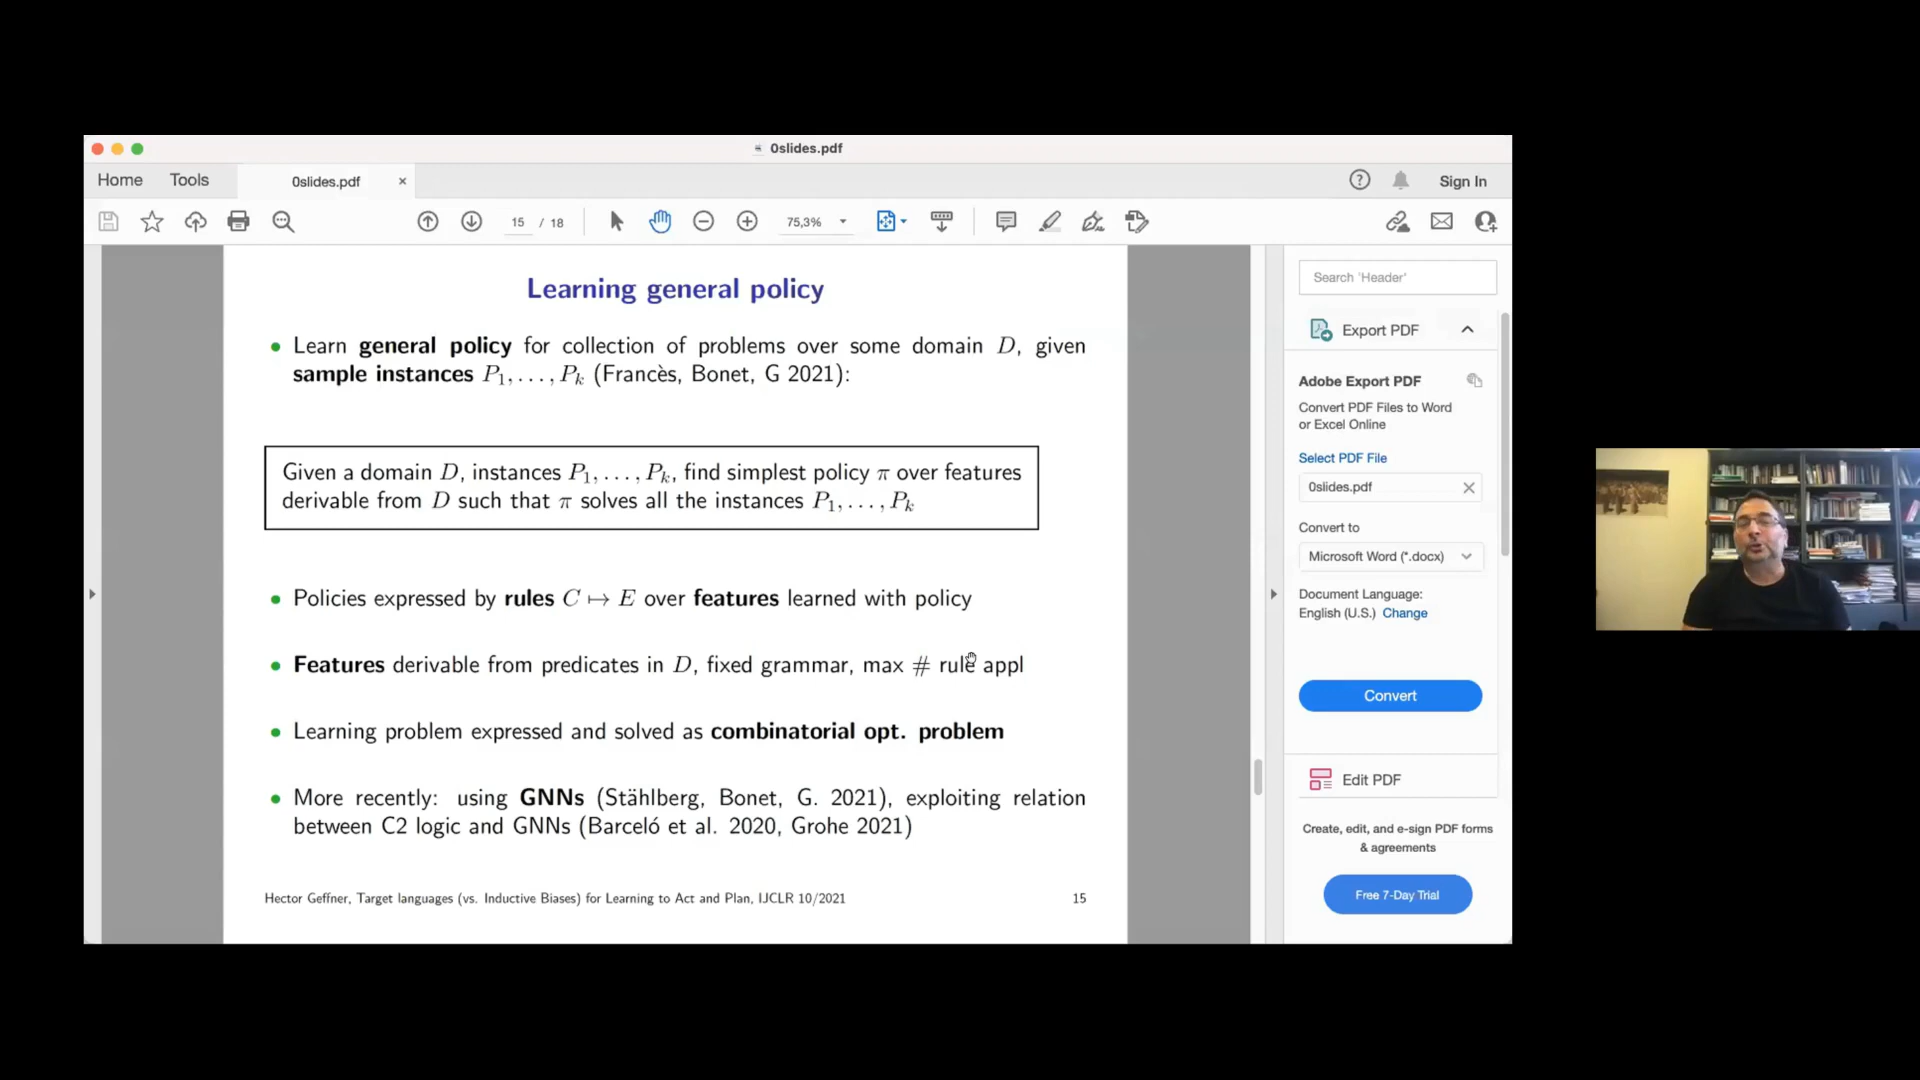 0slides.pdf
Home Tools 0slides.pdf Sign In
15 / 18 75,3%
Learning general policy
• Learn general policy for collection of problems over some domain D, given
sample instances P₁, . . . , Pₖ (Francès, Bonet, G 2021):
Given a domain D, instances P₁, . . . , Pₖ, find simplest policy π over features
derivable from D such that π solves all the instances P₁, . . . , Pₖ
• Policies expressed by rules C ↦ E over features learned with policy
• Features derivable from predicates in D, fixed grammar, max # rule appl
• Learning problem expressed and solved as combinatorial opt. problem
• More recently: using GNNs (Ståhlberg, Bonet, G. 2021), exploiting relation
between C2 logic and GNNs (Barceló et al. 2020, Grohe 2021)
Hector Geffner, Target languages (vs. Inductive Biases) for Learning to Act and Plan, IJCLR 10/2021 15
Search 'Header'
Export PDF
Adobe Export PDF
Convert PDF Files to Word
or Excel Online
Select PDF File
0slides.pdf
Convert to
Microsoft Word (*.docx)
Document Language:
English (U.S.) Change
Convert
Edit PDF
Create, edit, and e-sign PDF forms
& agreements
Free 7-Day Trial